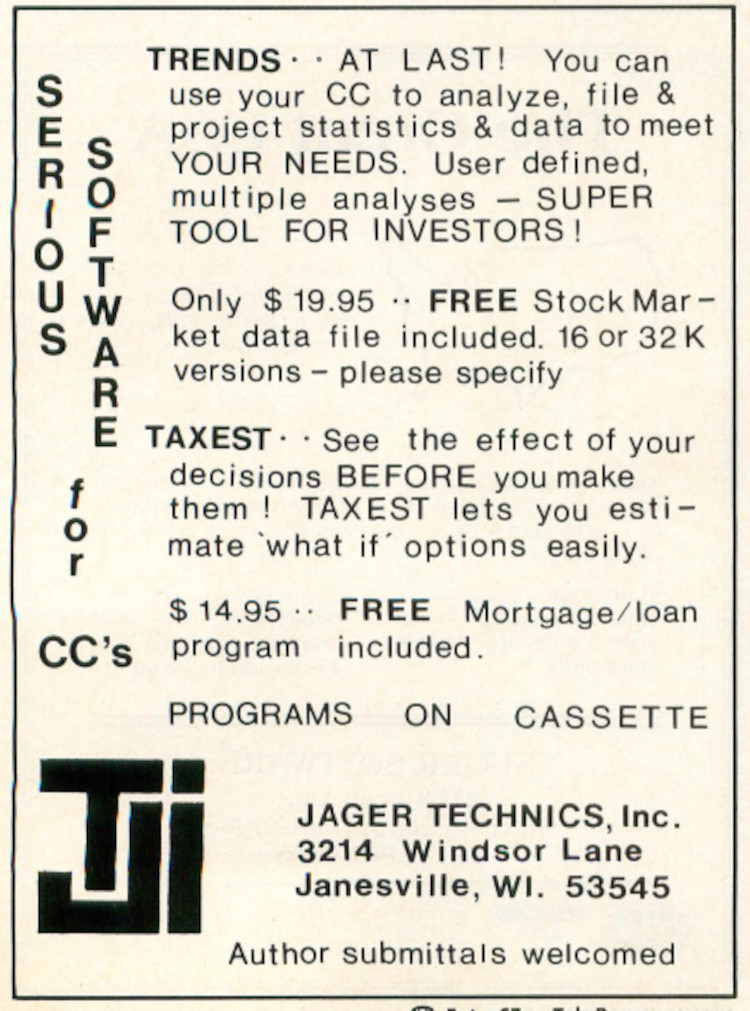 SERIOUS
SOFTWARE
for
CC's
TRENDS · · AT LAST! You can
use your CC to analyze, file &
project statistics & data to meet
YOUR NEEDS. User defined,
multiple analyses — SUPER
TOOL FOR INVESTORS!
Only $19.95 ·· FREE Stock Mar-
ket data file included. 16 or 32K
versions – please specify
TAXEST · · See the effect of your
decisions BEFORE you make
them! TAXEST lets you esti-
mate `what if´ options easily.
$14.95 ·· FREE Mortgage/loan
program included.
PROGRAMS ON CASSETTE
JTi
JAGER TECHNICS, Inc.
3214 Windsor Lane
Janesville, WI. 53545
Author submittals welcomed